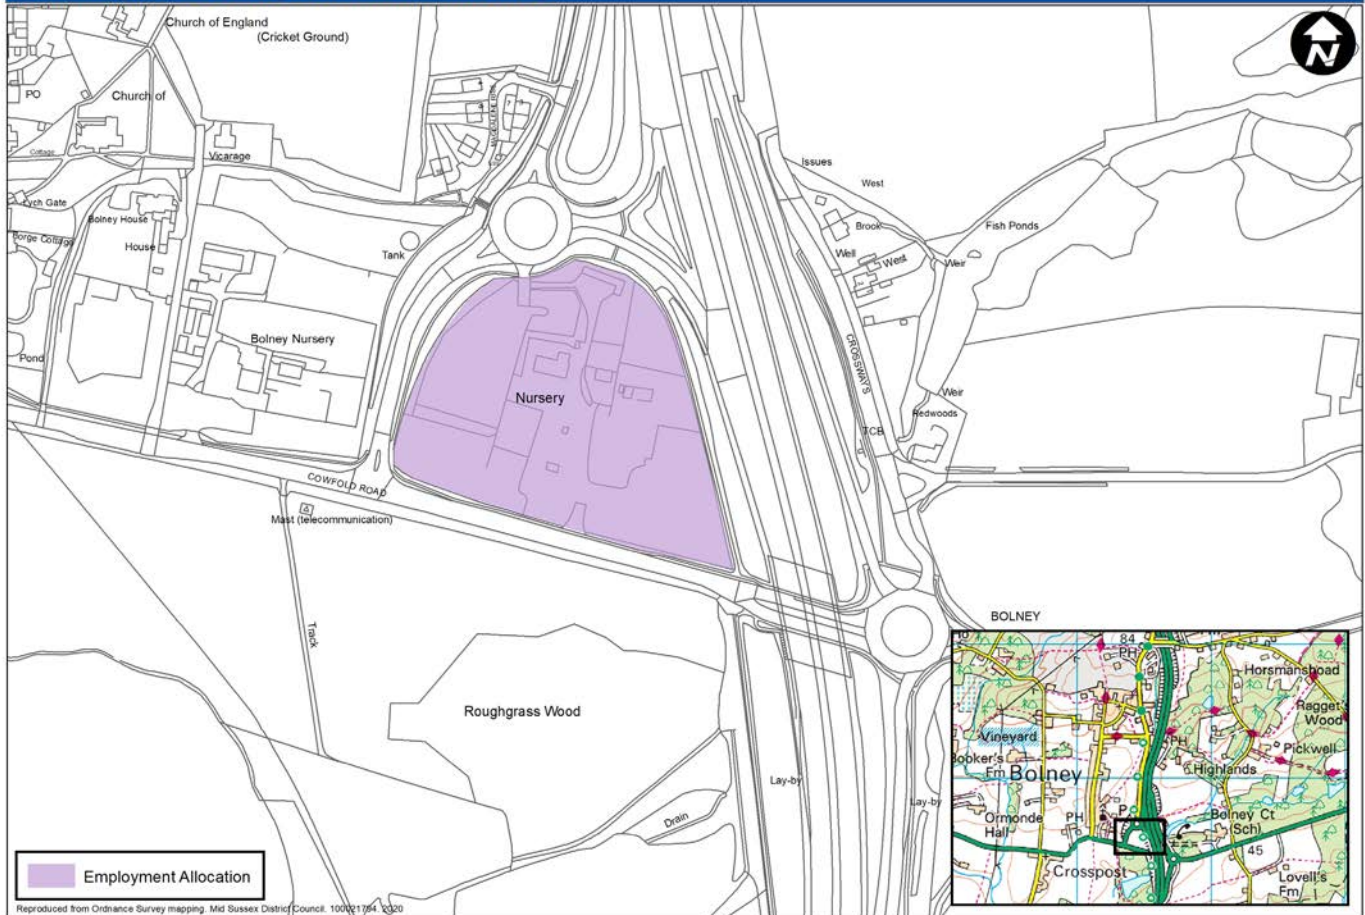 Church of England
(Cricket Ground)
N
PO
Church of
Cottage
Vicarage
Lych Gate
Bolney House
House
Tank
Bolney Nursery
Pond
Nursery
COWFOLD ROAD
Mast (telecommunication)
Track
Roughgrass Wood
Issues
West
Brook
Fish Ponds
Well
West
Weir
CROSSWAYS
Weir
Redwoods
TCB
BOLNEY
Lay-by
Lay-by
Drain
84
PH
Horsmanshoad
Ragget
Wood
Vineyard
PH
Pickwell
Booker's
Fm
Bolney
Highlands
P
Ormonde
Hall
PH
Bolney Ct
(Sch)
45
Crosspost
Lovell's
Fm
Employment Allocation
Reproduced from Ordnance Survey mapping. Mid Sussex District Council. 100021794. 2020